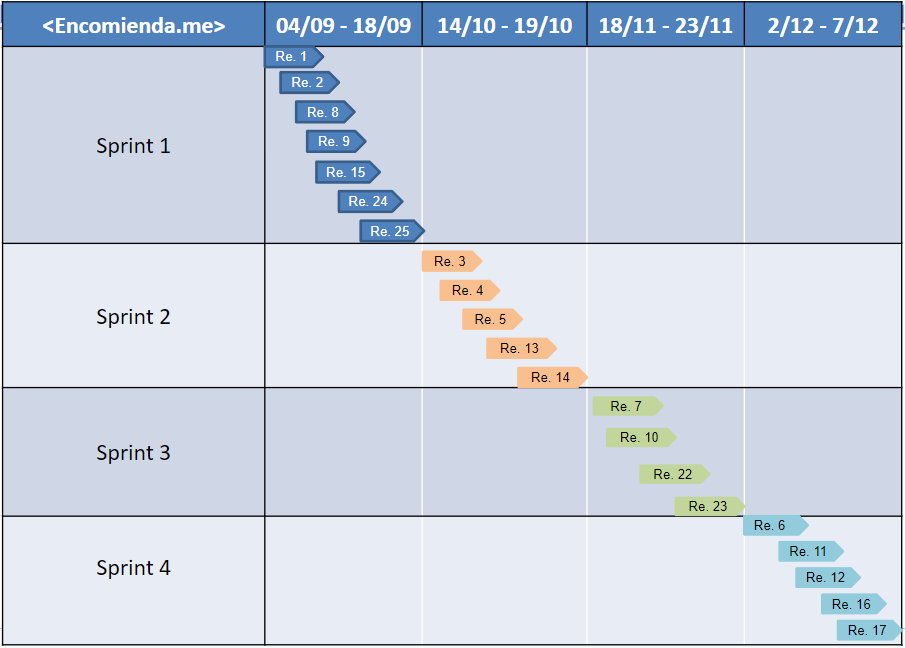 <Encomienda.me> 04/09 - 18/09 14/10 - 19/10 18/11 - 23/11 2/12 - 7/12
Sprint 1
Re. 1
Re. 2
Re. 8
Re. 9
Re. 15
Re. 24
Re. 25
Sprint 2
Re. 3
Re. 4
Re. 5
Re. 13
Re. 14
Sprint 3
Re. 7
Re. 10
Re. 22
Re. 23
Sprint 4
Re. 6
Re. 11
Re. 12
Re. 16
Re. 17